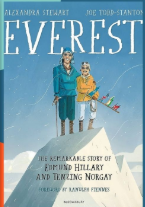 ALEXANDRA STEWART JOE TODD-STANTON
EVEREST
THE REMARKABLE STORY OF
EDMUND HILLARY
AND TENZING NORGAY
FOREWORD BY RANULPH FIENNES
BLOOMSBURY